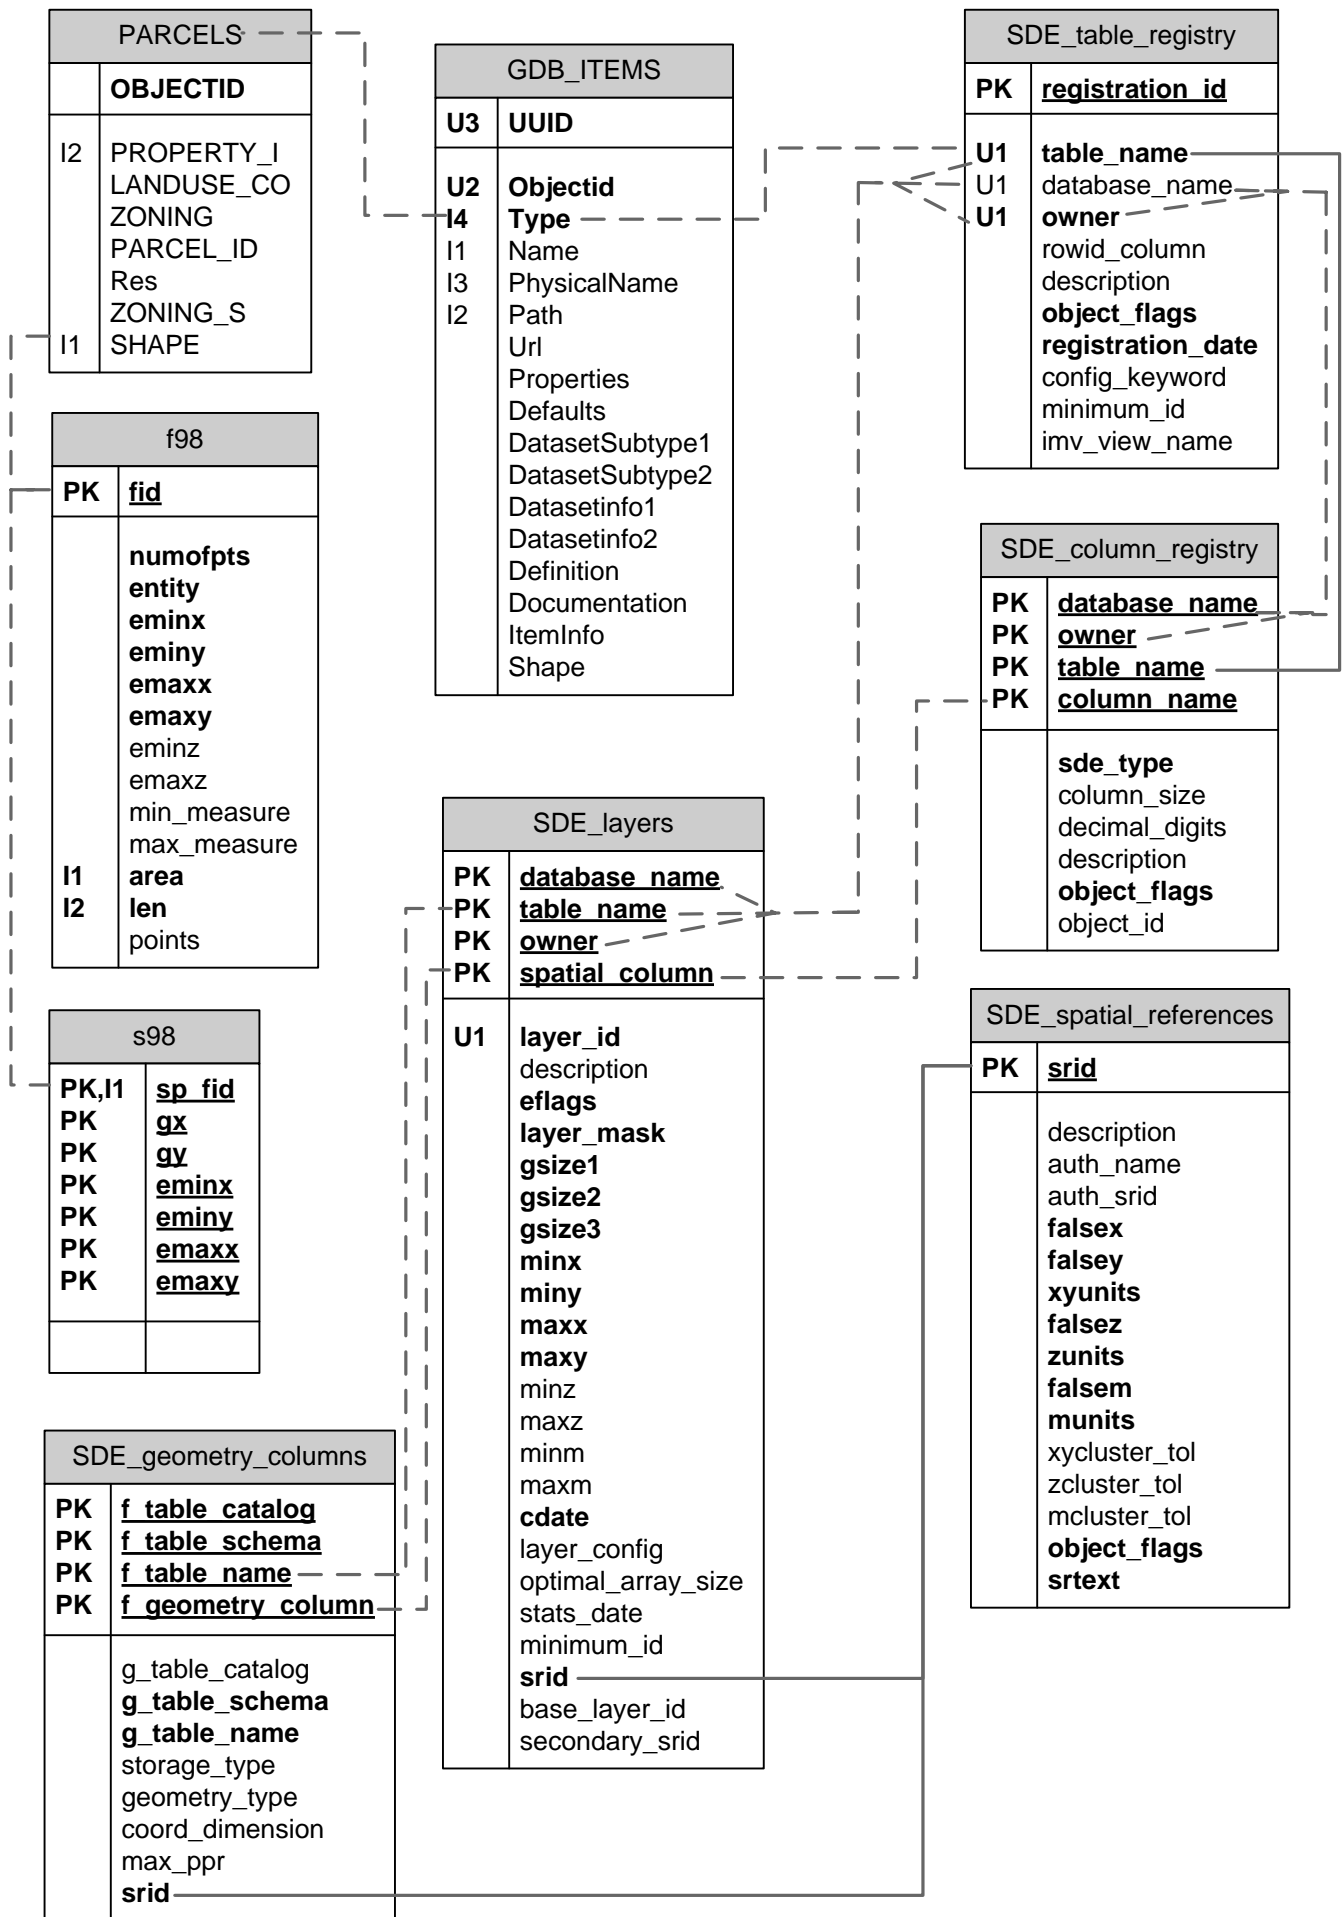 PARCELS
OBJECTID
I2 PROPERTY_I
LANDUSE_CO
ZONING
PARCEL_ID
Res
ZONING_S
I1 SHAPE
f98
PK fid
numofpts
entity
eminx
eminy
emaxx
emaxy
eminz
emaxz
min_measure
max_measure
I1 area
I2 len
points
s98
PK,I1 sp_fid
PK gx
PK gy
PK eminx
PK eminy
PK emaxx
PK emaxy
SDE_geometry_columns
PK f_table_catalog
PK f_table_schema
PK f_table_name
PK f_geometry_column
g_table_catalog
g_table_schema
g_table_name
storage_type
geometry_type
coord_dimension
max_ppr
srid
GDB_ITEMS
U3 UUID
U2 Objectid
I4 Type
I1 Name
I3 PhysicalName
I2 Path
Url
Properties
Defaults
DatasetSubtype1
DatasetSubtype2
Datasetinfo1
Datasetinfo2
Definition
Documentation
ItemInfo
Shape
SDE_layers
PK database_name
PK table_name
PK owner
PK spatial_column
U1 layer_id
description
eflags
layer_mask
gsize1
gsize2
gsize3
minx
miny
maxx
maxy
minz
maxz
minm
maxm
cdate
layer_config
optimal_array_size
stats_date
minimum_id
srid
base_layer_id
secondary_srid
SDE_table_registry
PK registration_id
U1 table_name
U1 database_name
U1 owner
rowid_column
description
object_flags
registration_date
config_keyword
minimum_id
imv_view_name
SDE_column_registry
PK database_name
PK owner
PK table_name
PK column_name
sde_type
column_size
decimal_digits
description
object_flags
object_id
SDE_spatial_references
PK srid
description
auth_name
auth_srid
falsex
falsey
xyunits
falsez
zunits
falsem
munits
xycluster_tol
zcluster_tol
mcluster_tol
object_flags
srtext